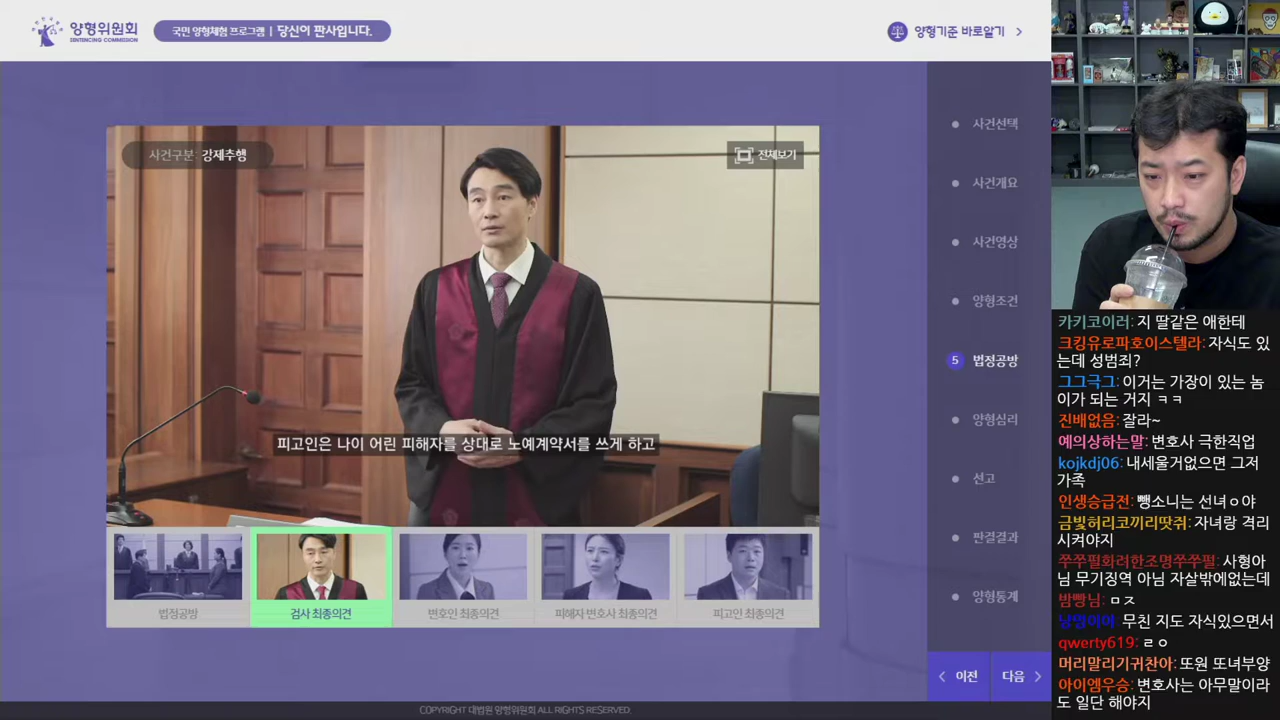 양형위원회
SENTENCING COMMISSION
국민 양형체험 프로그램 | 당신이 판사입니다.
양형기준 바로알기
사건구분: 강제추행
전체보기
피고인은 나이 어린 피해자를 상대로 노예계약서를 쓰게 하고
법정공방
검사 최종의견
변호인 최종의견
피해자 변호사 최종의견
피고인 최종의견
사건선택
사건개요
사건영상
양형조건
5 법정공방
양형심리
선고
판결결과
양형통계
이전
다음
COPYRIGHT 대법원 양형위원회 ALL RIGHTS RESERVED.
카키코이러: 지 딸같은 애한테
크킹유로파호이스텔라: 자식도 있
는데 성범죄?
그그극그: 이거는 가장이 있는 놈
이가 되는 거지 ㅋㅋ
진배없음: 잘라~
예의상하는말: 변호사 극한직업
kojkdj06: 내세울거없으면 그저
가족
인생승급전: 뺑소니는 선녀ㅇ야
금빛허리코끼리땃쥐: 자녀랑 격리
시켜야지
쭈쭈펄화려한조명쭈쭈펄: 사형아
님 무기징역 아님 자살밖에없는데
밤빵님: ㅁㅈ
무친 지도 자식있으면서
qwerty619: ㄹㅇ
머리말리기귀찬아: 또원 또녀부양
아이엠우승: 변호사는 아무말이라
도 일단 해야지